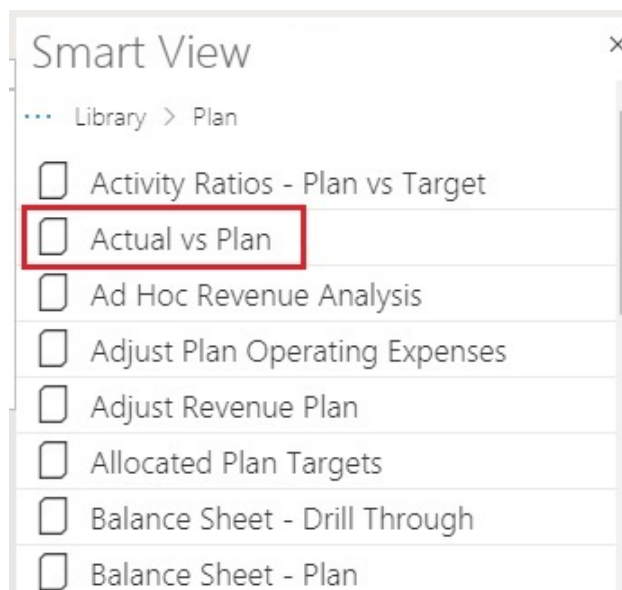 Smart View
... Library > Plan
Activity Ratios - Plan vs Target
Actual vs Plan
Ad Hoc Revenue Analysis
Adjust Plan Operating Expenses
Adjust Revenue Plan
Allocated Plan Targets
Balance Sheet - Drill Through
Balance Sheet - Plan